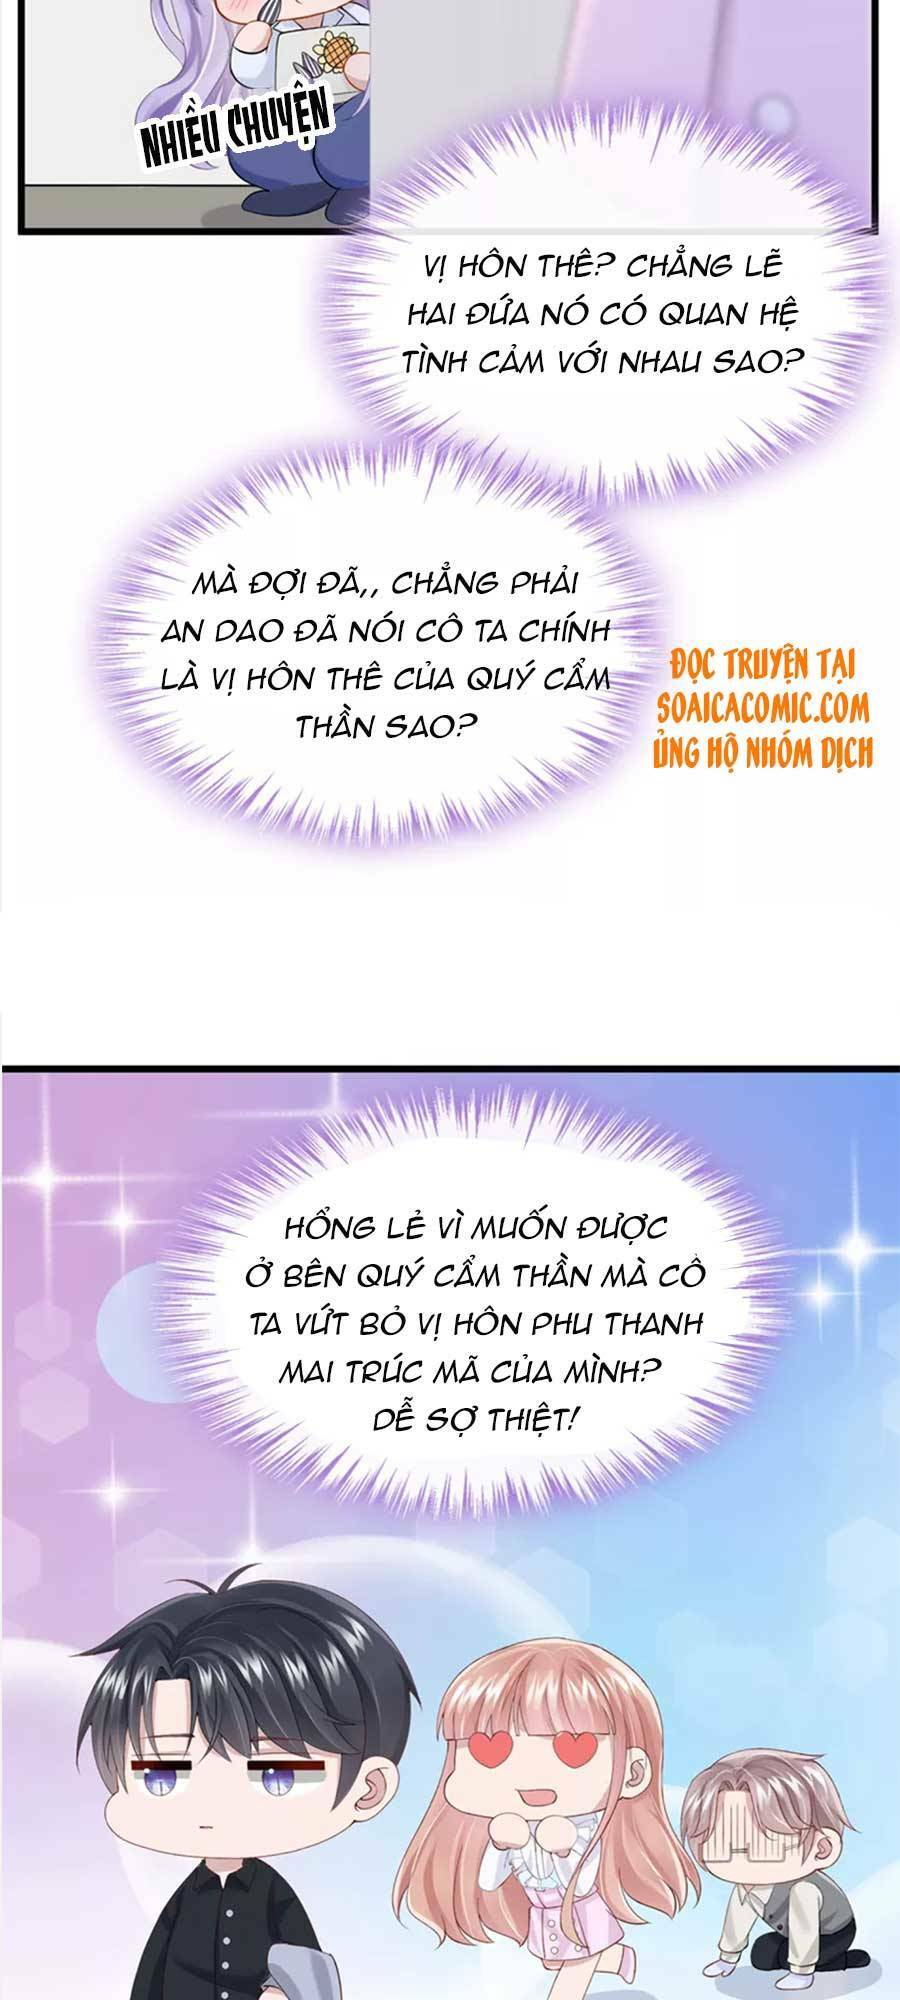 NHIỀU CHUYỆN
VỊ HÔN THÊ? CHẲNG LẼ
HAI ĐỨA NÓ CÓ QUAN HỆ
TÌNH CẢM VỚI NHAU SAO?
MÀ ĐỢI ĐÃ,, CHẲNG PHẢI
AN DAO ĐÃ NÓI CÔ TA CHÍNH
LÀ VỊ HÔN THÊ CỦA QUÝ CẨM
THẦN SAO?
ĐỌC TRUYỆN TẠI
SOAICACOMIC.COM
ỦNG HỘ NHÓM DỊCH
HỔNG LẺ VÌ MUỐN ĐƯỢC
Ở BÊN QUÝ CẨM THẦN MÀ CÔ
TA VỨT BỎ VỊ HÔN PHU THANH
MAI TRÚC MÃ CỦA MÌNH?
DỄ SỢ THIỆT!